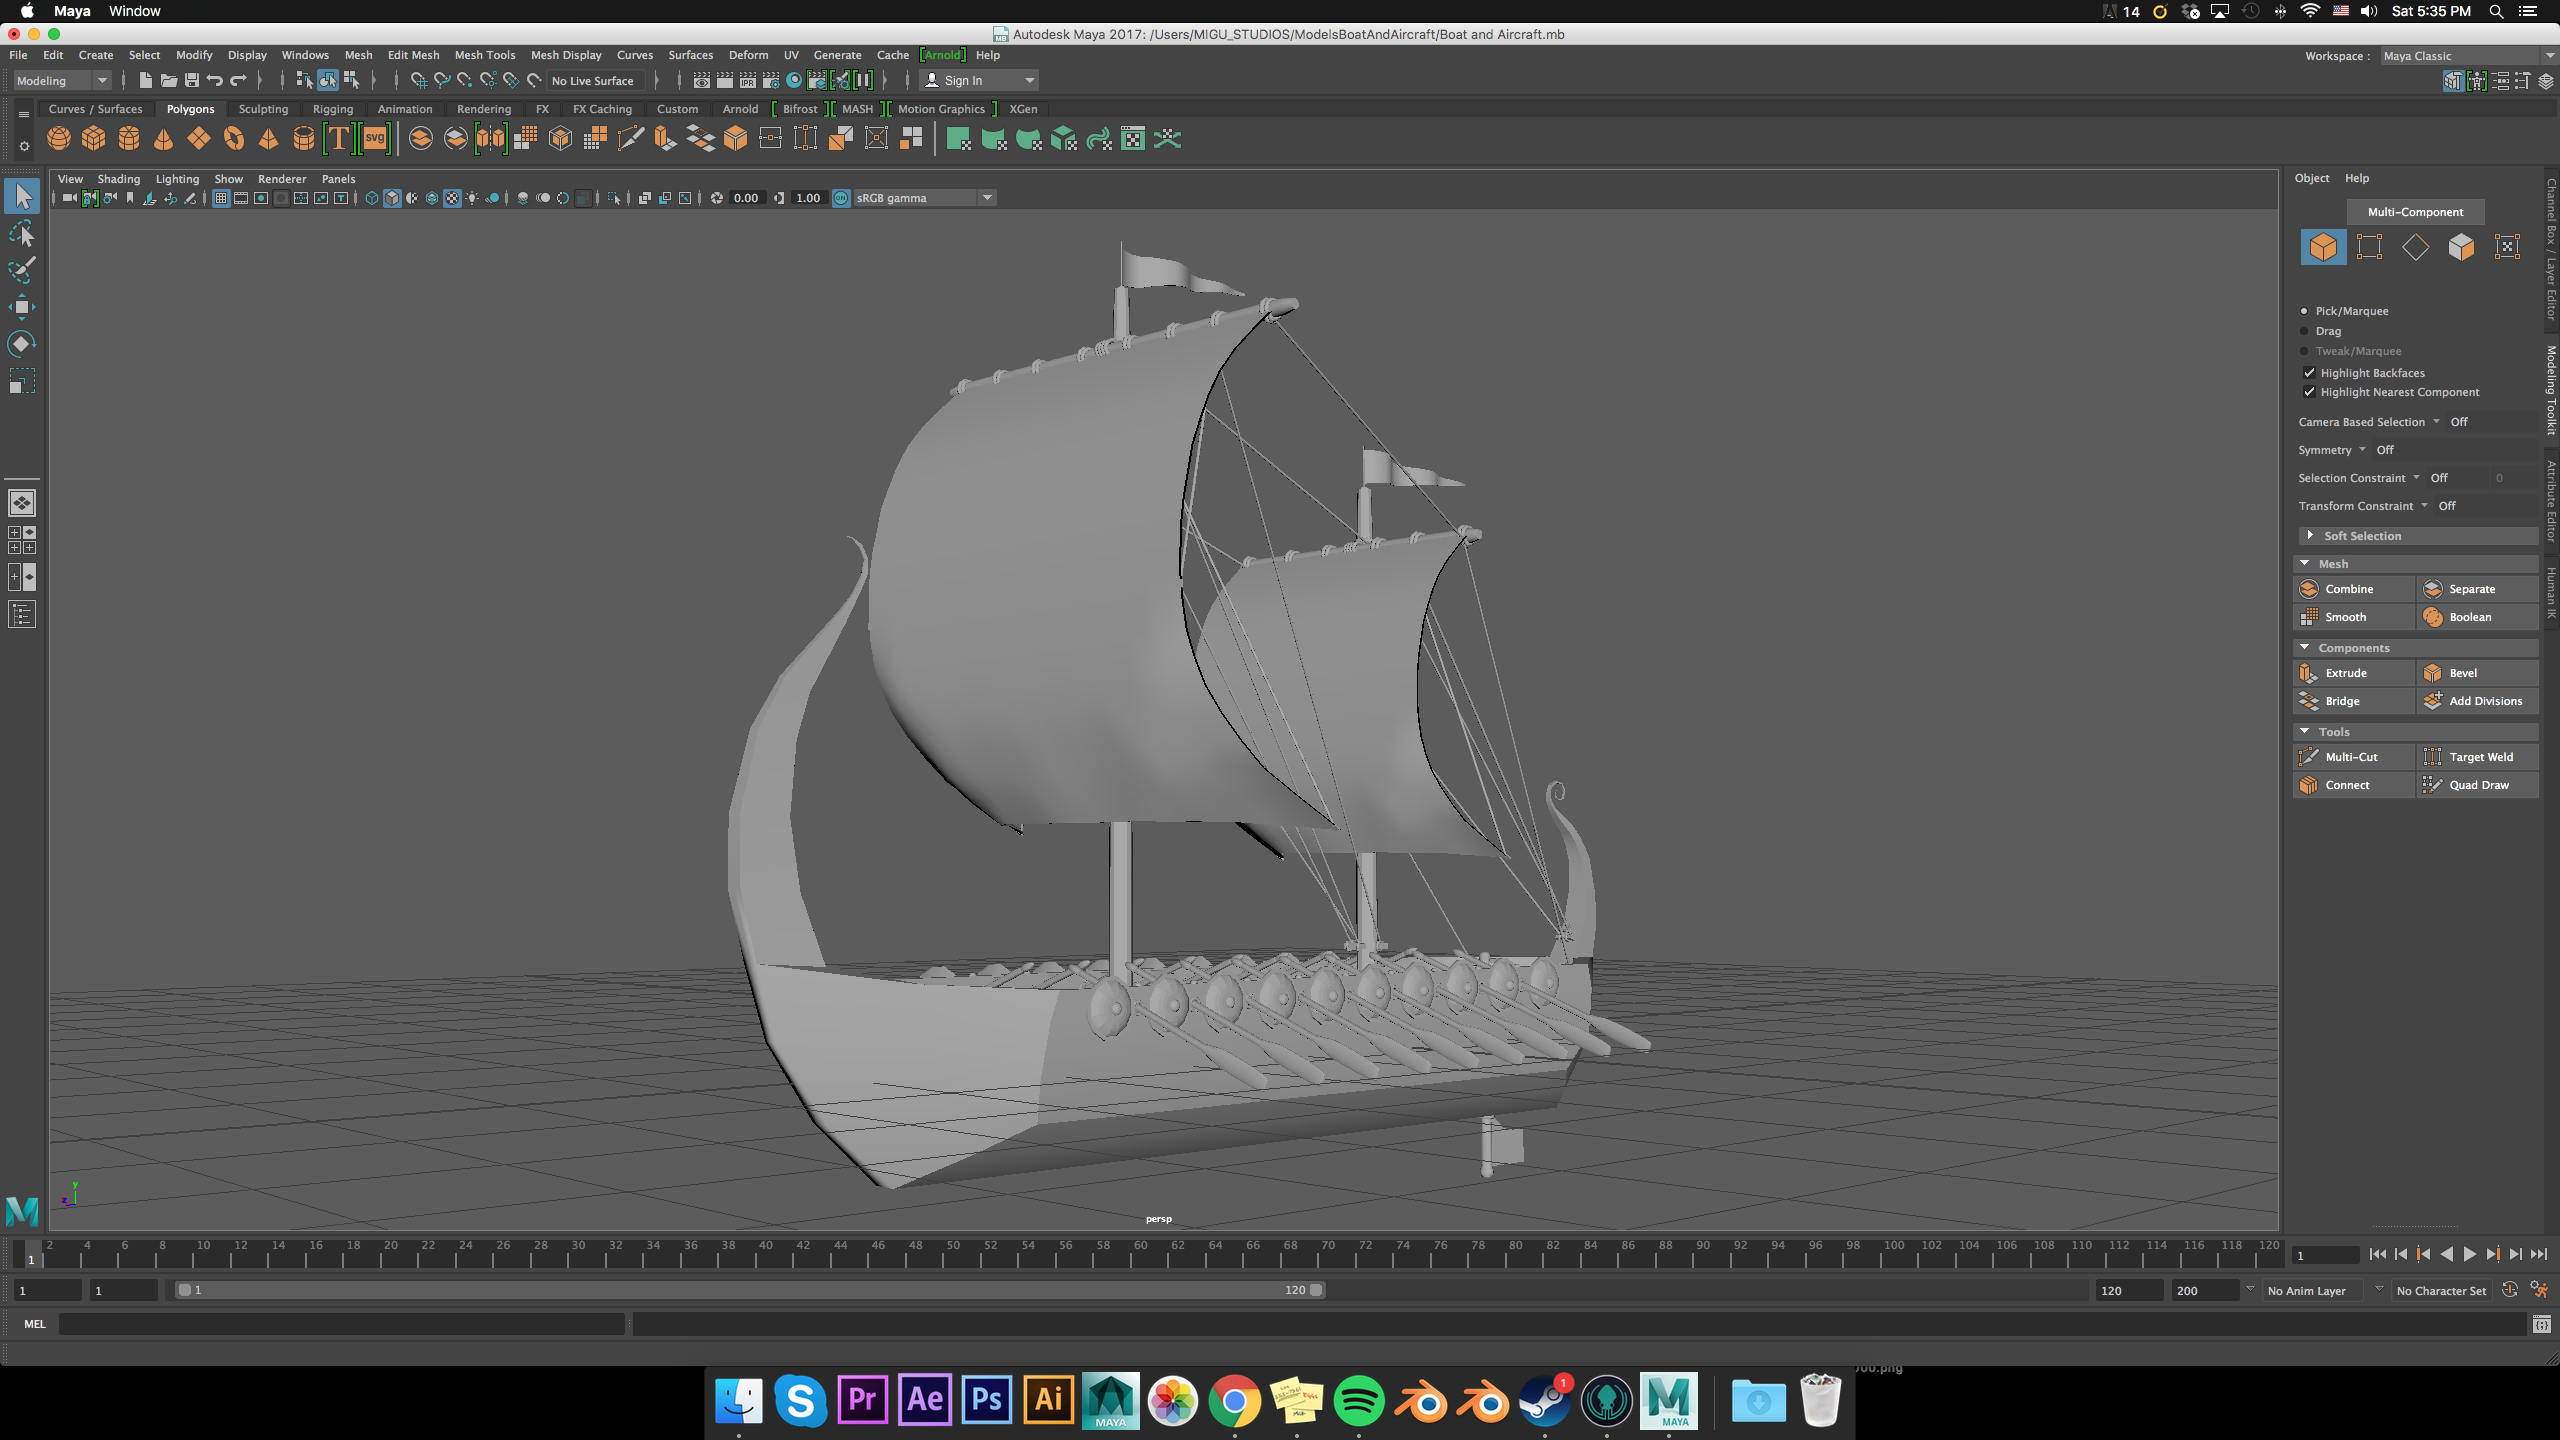 Maya Window 14 Sat 5:35 PM
Autodesk Maya 2017: /Users/MIGU_STUDIOS/ModelsBoatAndAircraft/Boat and Aircraft.mb
File Edit Create Select Modify Display Windows Mesh Edit Mesh Mesh Tools Mesh Display Curves Surfaces Deform UV Generate Cache [Arnold] Help Workspace : Maya Classic
Modeling No Live Surface IPR Sign In
Curves / Surfaces Polygons Sculpting Rigging Animation Rendering FX FX Caching Custom Arnold Bifrost MASH Motion Graphics XGen
T svg
View Shading Lighting Show Renderer Panels
0.00 1.00 ON sRGB gamma
Object Help
Multi-Component
Pick/Marquee
Drag
Tweak/Marquee
Highlight Backfaces
Highlight Nearest Component
Camera Based Selection Off
Symmetry Off
Selection Constraint Off 0
Transform Constraint Off
Soft Selection
Mesh
Combine Separate
Smooth Boolean
Components
Extrude Bevel
Bridge Add Divisions
Tools
Multi-Cut Target Weld
Connect Quad Draw
Channel Box / Layer Editor
Modeling Toolkit
Attribute Editor
Human IK
y
z
persp
M
2 4 6 8 10 12 14 16 18 20 22 24 26 28 30 32 34 36 38 40 42 44 46 48 50 52 54 56 58 60 62 64 66 68 70 72 74 76 78 80 82 84 86 88 90 92 94 96 98 100 102 104 106 108 110 112 114 116 118 120
1 1
1 1 1 120 120 200 No Anim Layer No Character Set
MEL
000.png
S Pr Ae Ps Ai MAYA 1 M MAYA